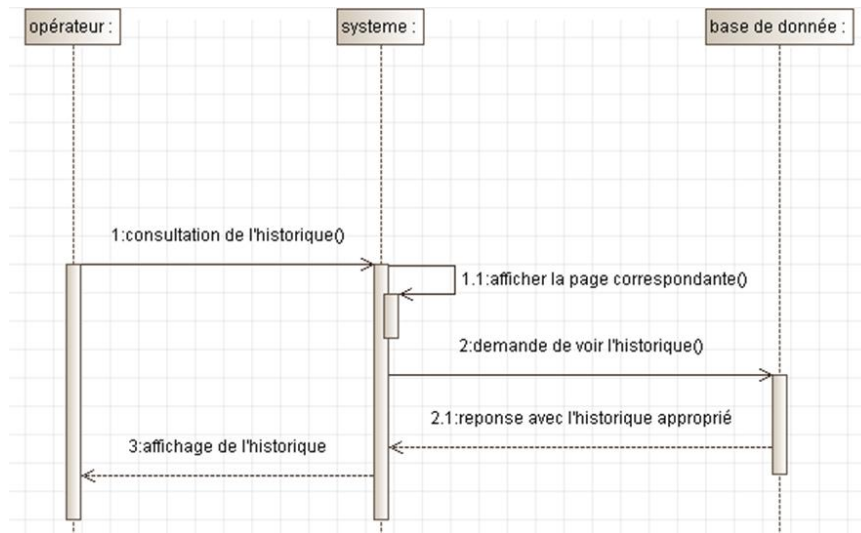 opérateur :
systeme :
base de donnée :
1:consultation de l'historique()
1.1:afficher la page correspondante()
2:demande de voir l'historique()
2.1:reponse avec l'historique approprié
3:affichage de l'historique